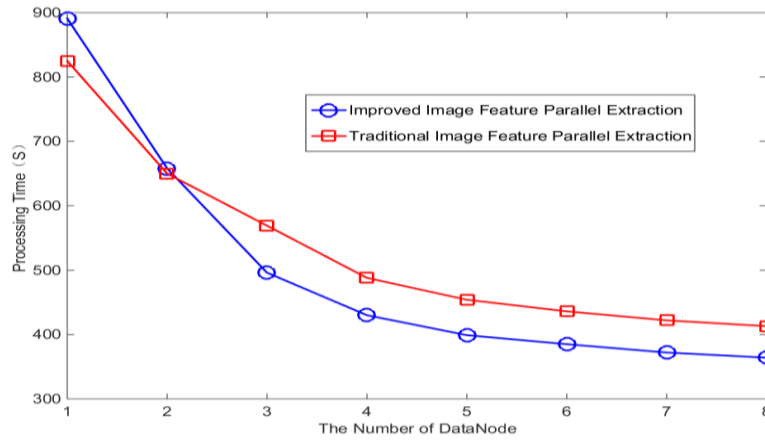 900
800
700
600
500
400
300
Processing Time（S）
Improved Image Feature Parallel Extraction
Traditional Image Feature Parallel Extraction
1 2 3 4 5 6 7 8
The Number of DataNode